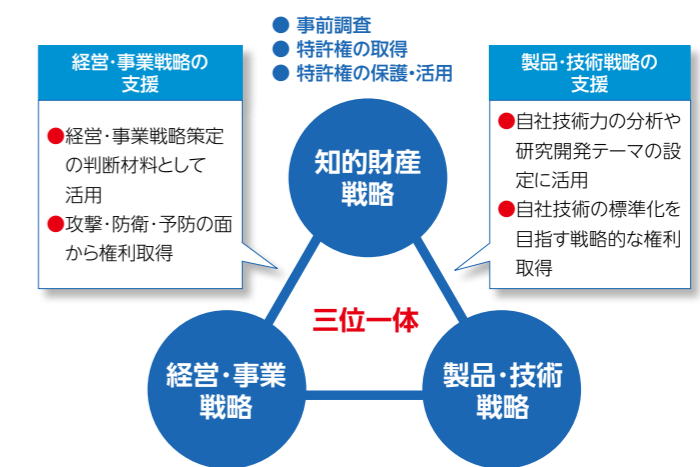 ● 事前調査
● 特許権の取得
● 特許権の保護・活用
経営・事業戦略の
支援
●経営・事業戦略策定
の判断材料として
活用
●攻撃・防衛・予防の面
から権利取得
製品・技術戦略の
支援
●自社技術力の分析や
研究開発テーマの設
定に活用
●自社技術の標準化を
目指す戦略的な権利
取得
知的財産
戦略
三位一体
経営・事業
戦略
製品・技術
戦略